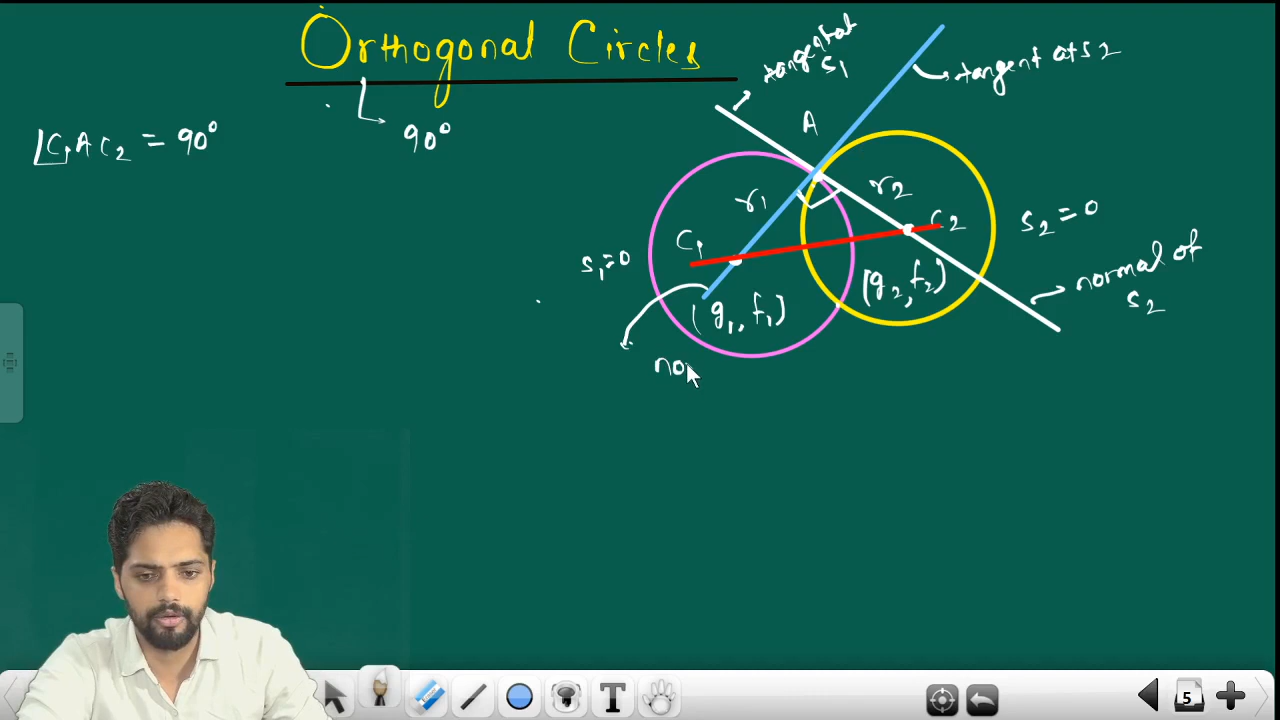 Orthogonal Circles
90°
∠C₁AC₂ = 90°
tangent at
S₁
tangent at S2
A
r₁
r₂
C₁
C₂
S₁=0
S₂=0
(g₁, f₁)
(g₂, f₂)
normal of
S₂
no
T
5